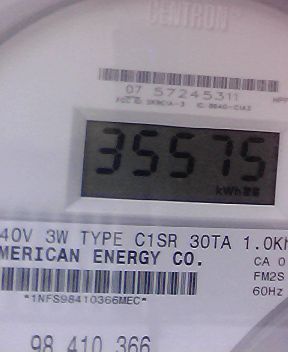 CENTRON
07 57245311
35575
kWh
40V 3W TYPE C1SR 30TA 1.0Kh
MERICAN ENERGY CO.
CA 0
FM2S
60Hz
*1NFS98410366MEC*
98 410 366